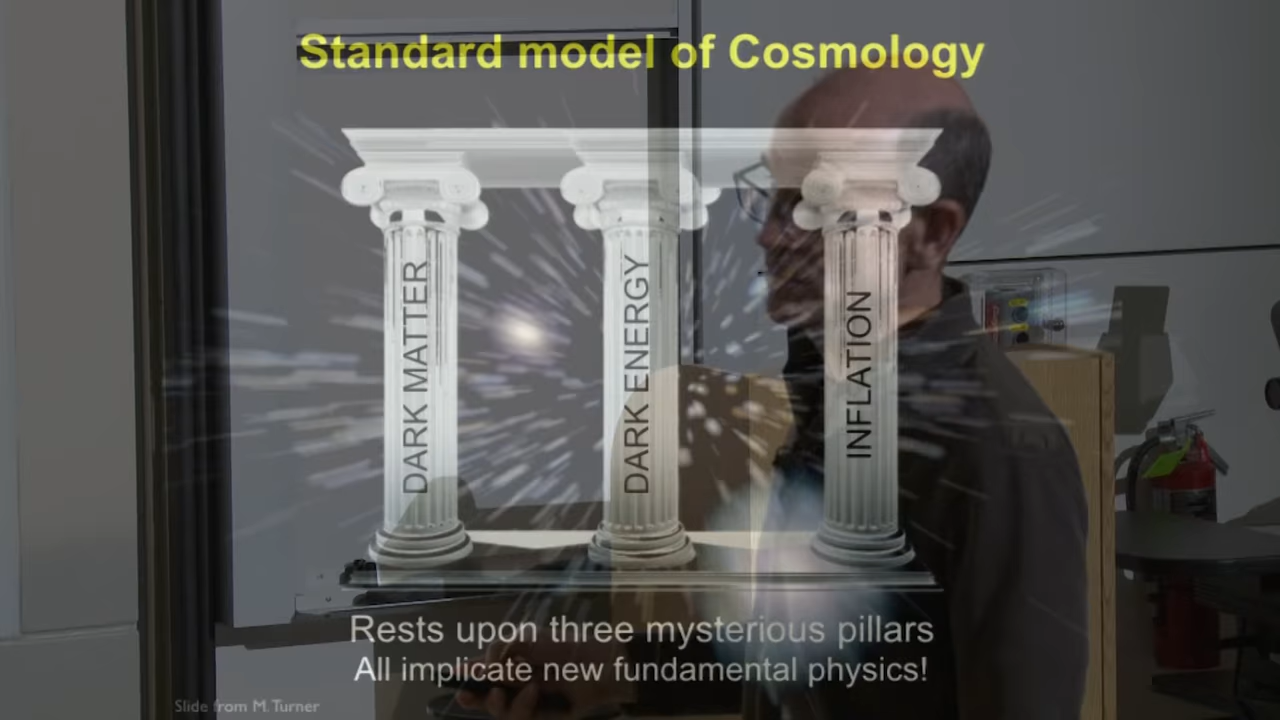 Standard model of Cosmology
DARK MATTER
DARK ENERGY
INFLATION
Rests upon three mysterious pillars
All implicate new fundamental physics!
Slide from M. Turner